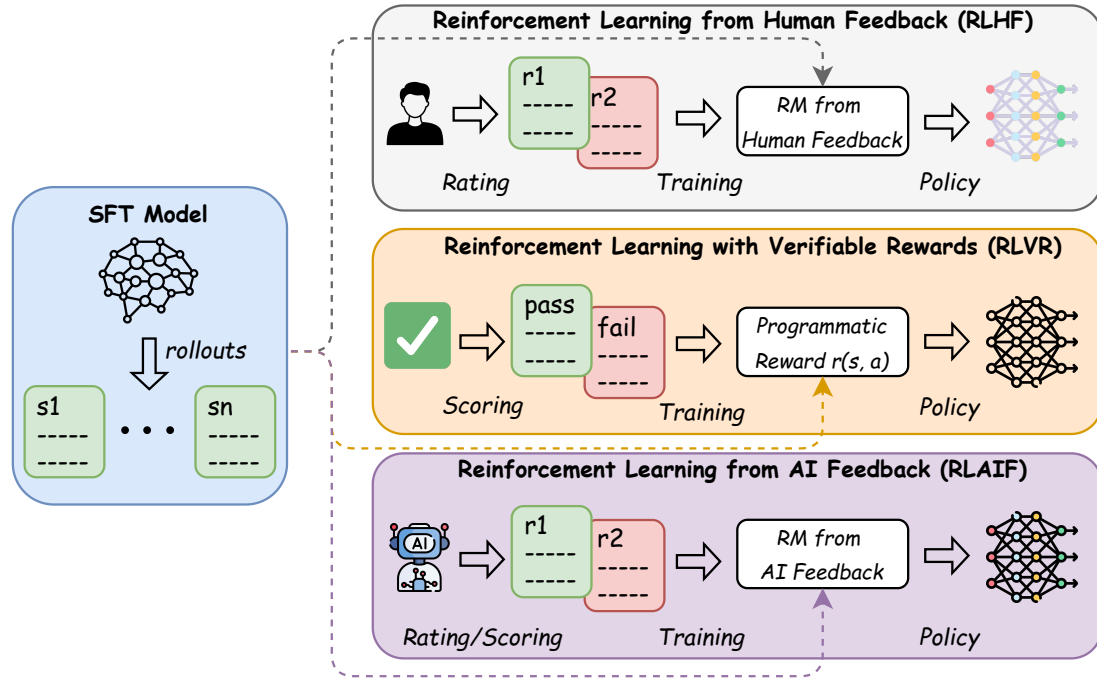 SFT Model
rollouts
s1
-----
-----
• • •
sn
-----
-----
Reinforcement Learning from Human Feedback (RLHF)
r1
-----
-----
r2
-----
-----
RM from
Human Feedback
Rating
Training
Policy
Reinforcement Learning with Verifiable Rewards (RLVR)
pass
-----
-----
fail
-----
-----
Programmatic
Reward r(s, a)
Scoring
Training
Policy
Reinforcement Learning from AI Feedback (RLAIF)
AI
r1
-----
-----
r2
-----
-----
RM from
AI Feedback
Rating/Scoring
Training
Policy